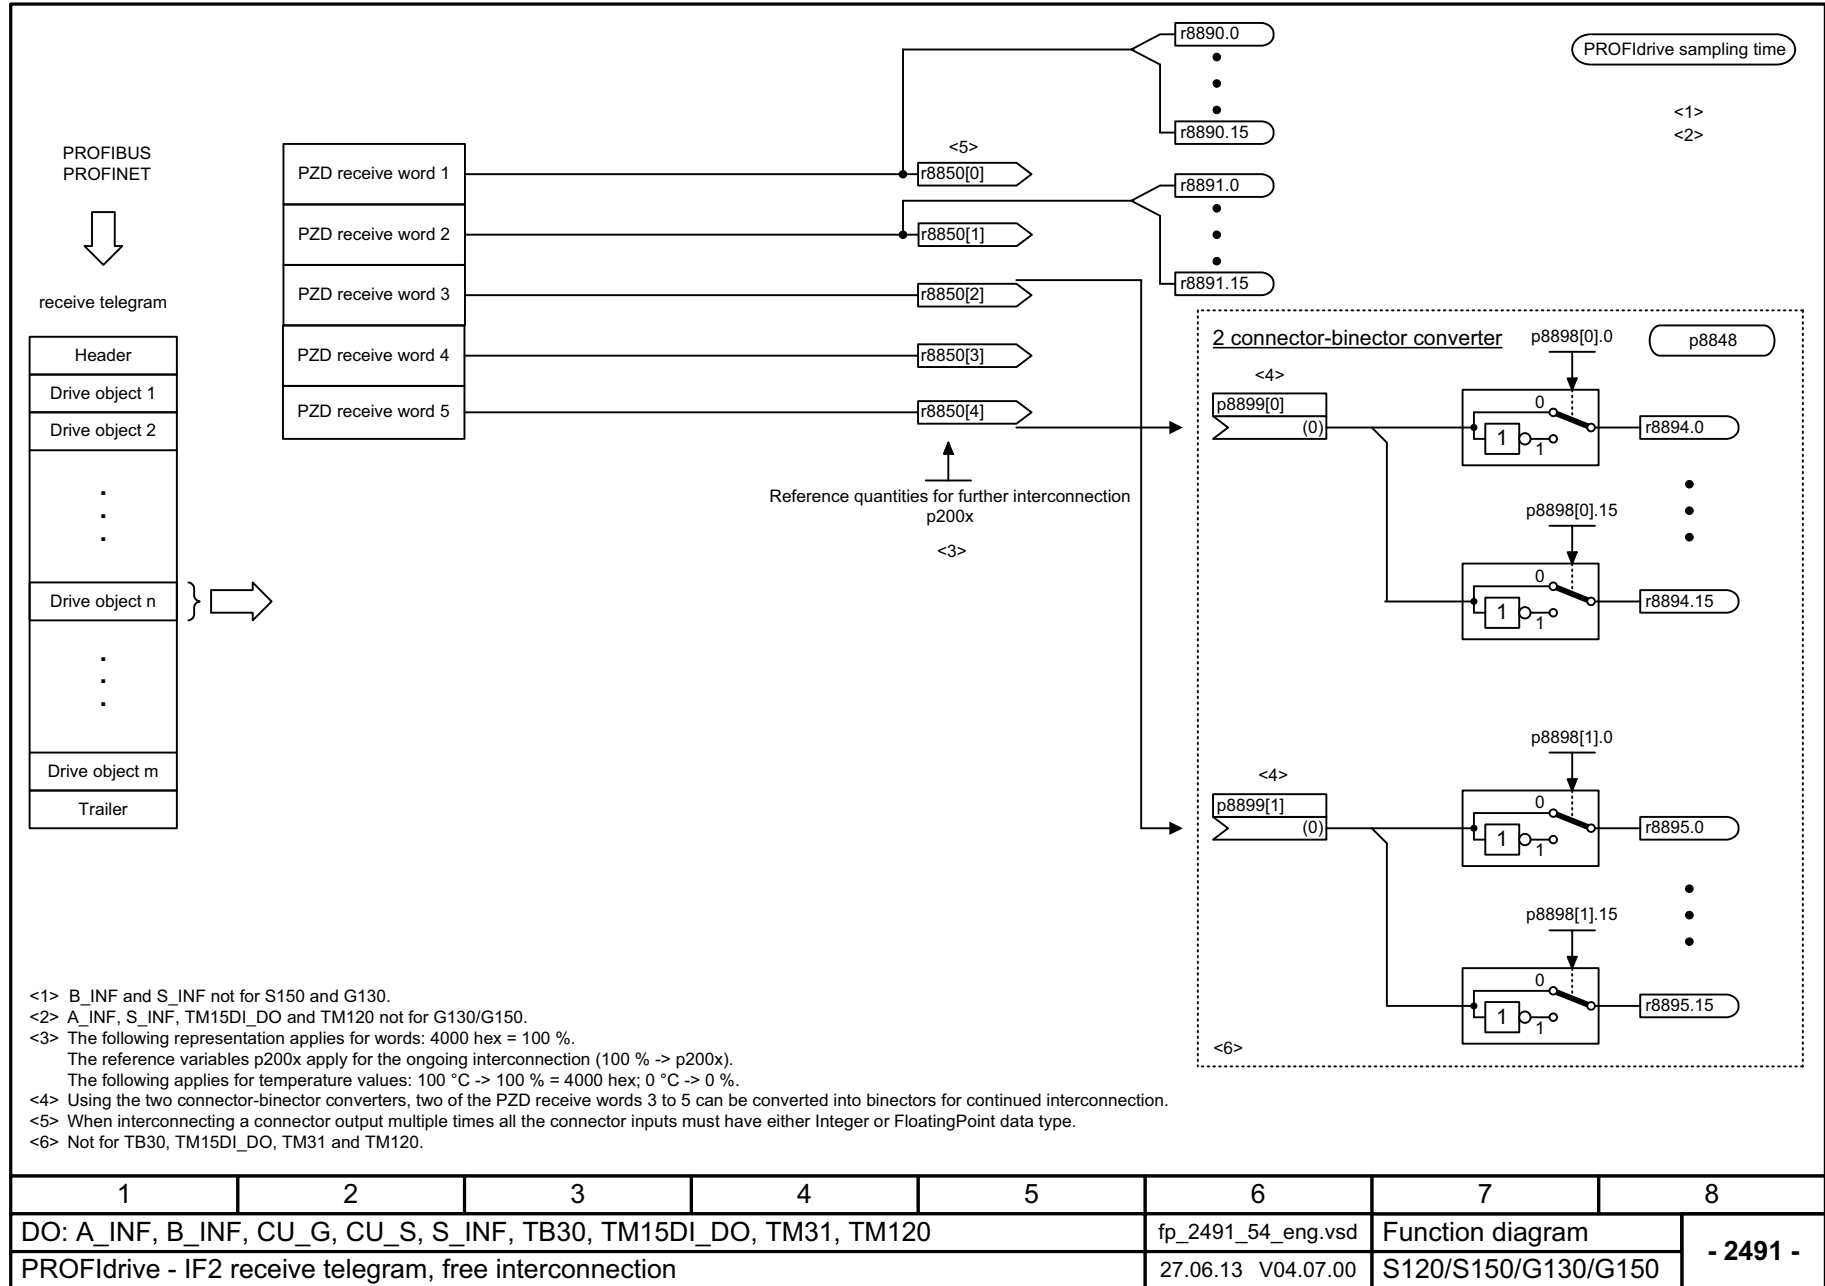 PROFIdrive sampling time
<1>
<2>
PROFIBUS
PROFINET
receive telegram
Header
Drive object 1
Drive object 2
Drive object n
Drive object m
Trailer
PZD receive word 1
PZD receive word 2
PZD receive word 3
PZD receive word 4
PZD receive word 5
<5>
r8850[0]
r8850[1]
r8850[2]
r8850[3]
r8850[4]
Reference quantities for further interconnection
p200x
<3>
r8890.0
r8890.15
r8891.0
r8891.15
2 connector-binector converter
p8848
<4>
p8899[0]
(0)
p8898[0].0
0
1
1
r8894.0
p8898[0].15
0
1
1
r8894.15
<4>
p8899[1]
(0)
p8898[1].0
0
1
1
r8895.0
p8898[1].15
0
1
1
r8895.15
<6>
<1> B_INF and S_INF not for S150 and G130.
<2> A_INF, S_INF, TM15DI_DO and TM120 not for G130/G150.
<3> The following representation applies for words: 4000 hex = 100 %.
The reference variables p200x apply for the ongoing interconnection (100 % -> p200x).
The following applies for temperature values: 100 °C -> 100 % = 4000 hex; 0 °C -> 0 %.
<4> Using the two connector-binector converters, two of the PZD receive words 3 to 5 can be converted into binectors for continued interconnection.
<5> When interconnecting a connector output multiple times all the connector inputs must have either Integer or FloatingPoint data type.
<6> Not for TB30, TM15DI_DO, TM31 and TM120.
1 2 3 4 5 6 7 8
DO: A_INF, B_INF, CU_G, CU_S, S_INF, TB30, TM15DI_DO, TM31, TM120
fp_2491_54_eng.vsd
Function diagram
- 2491 -
PROFIdrive - IF2 receive telegram, free interconnection
27.06.13 V04.07.00
S120/S150/G130/G150